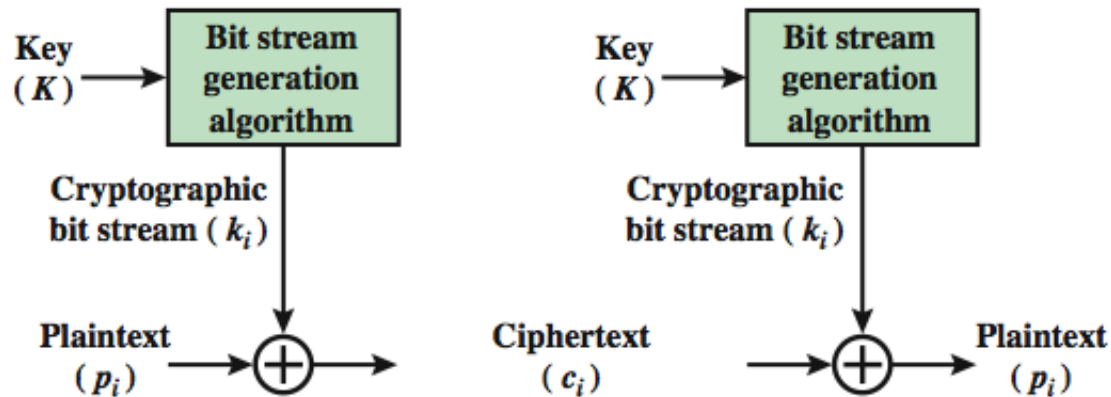 Key
( K )
Bit stream
generation
algorithm
Cryptographic
bit stream ( kᵢ )
Plaintext
( pᵢ )
Key
( K )
Bit stream
generation
algorithm
Cryptographic
bit stream ( kᵢ )
Ciphertext
( cᵢ )
Plaintext
( pᵢ )